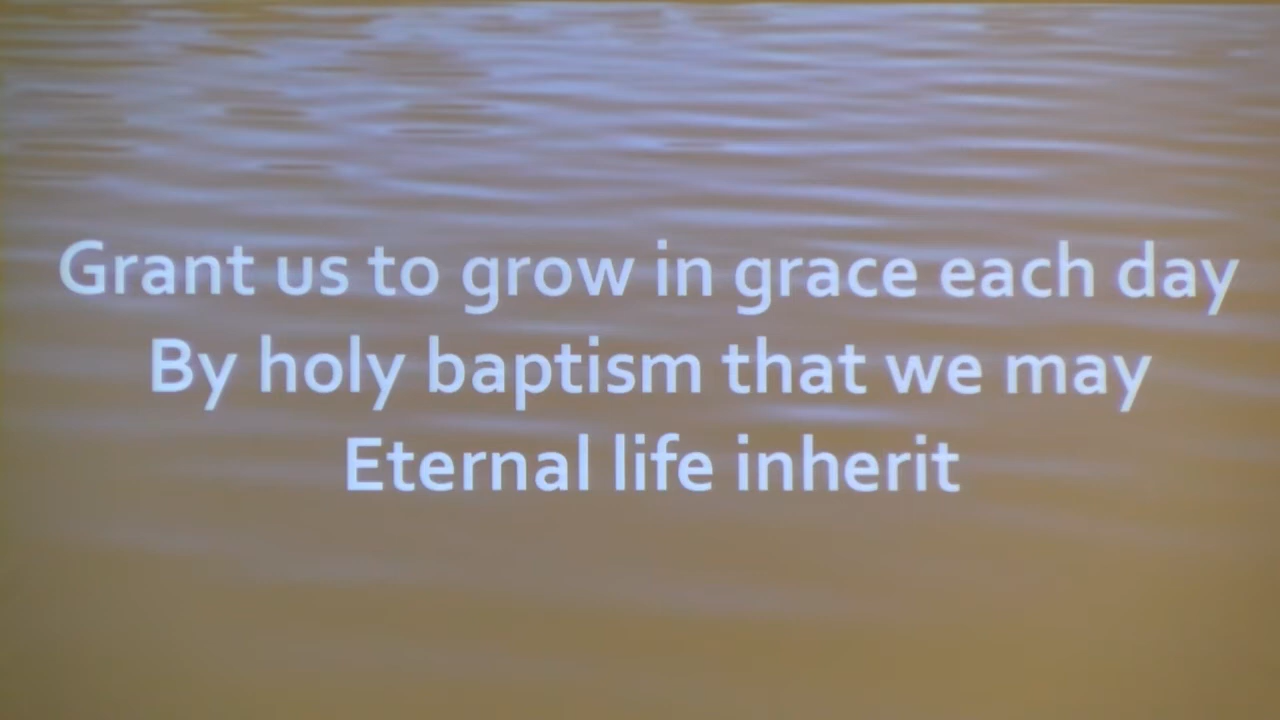 Grant us to grow in grace each day
By holy baptism that we may
Eternal life inherit